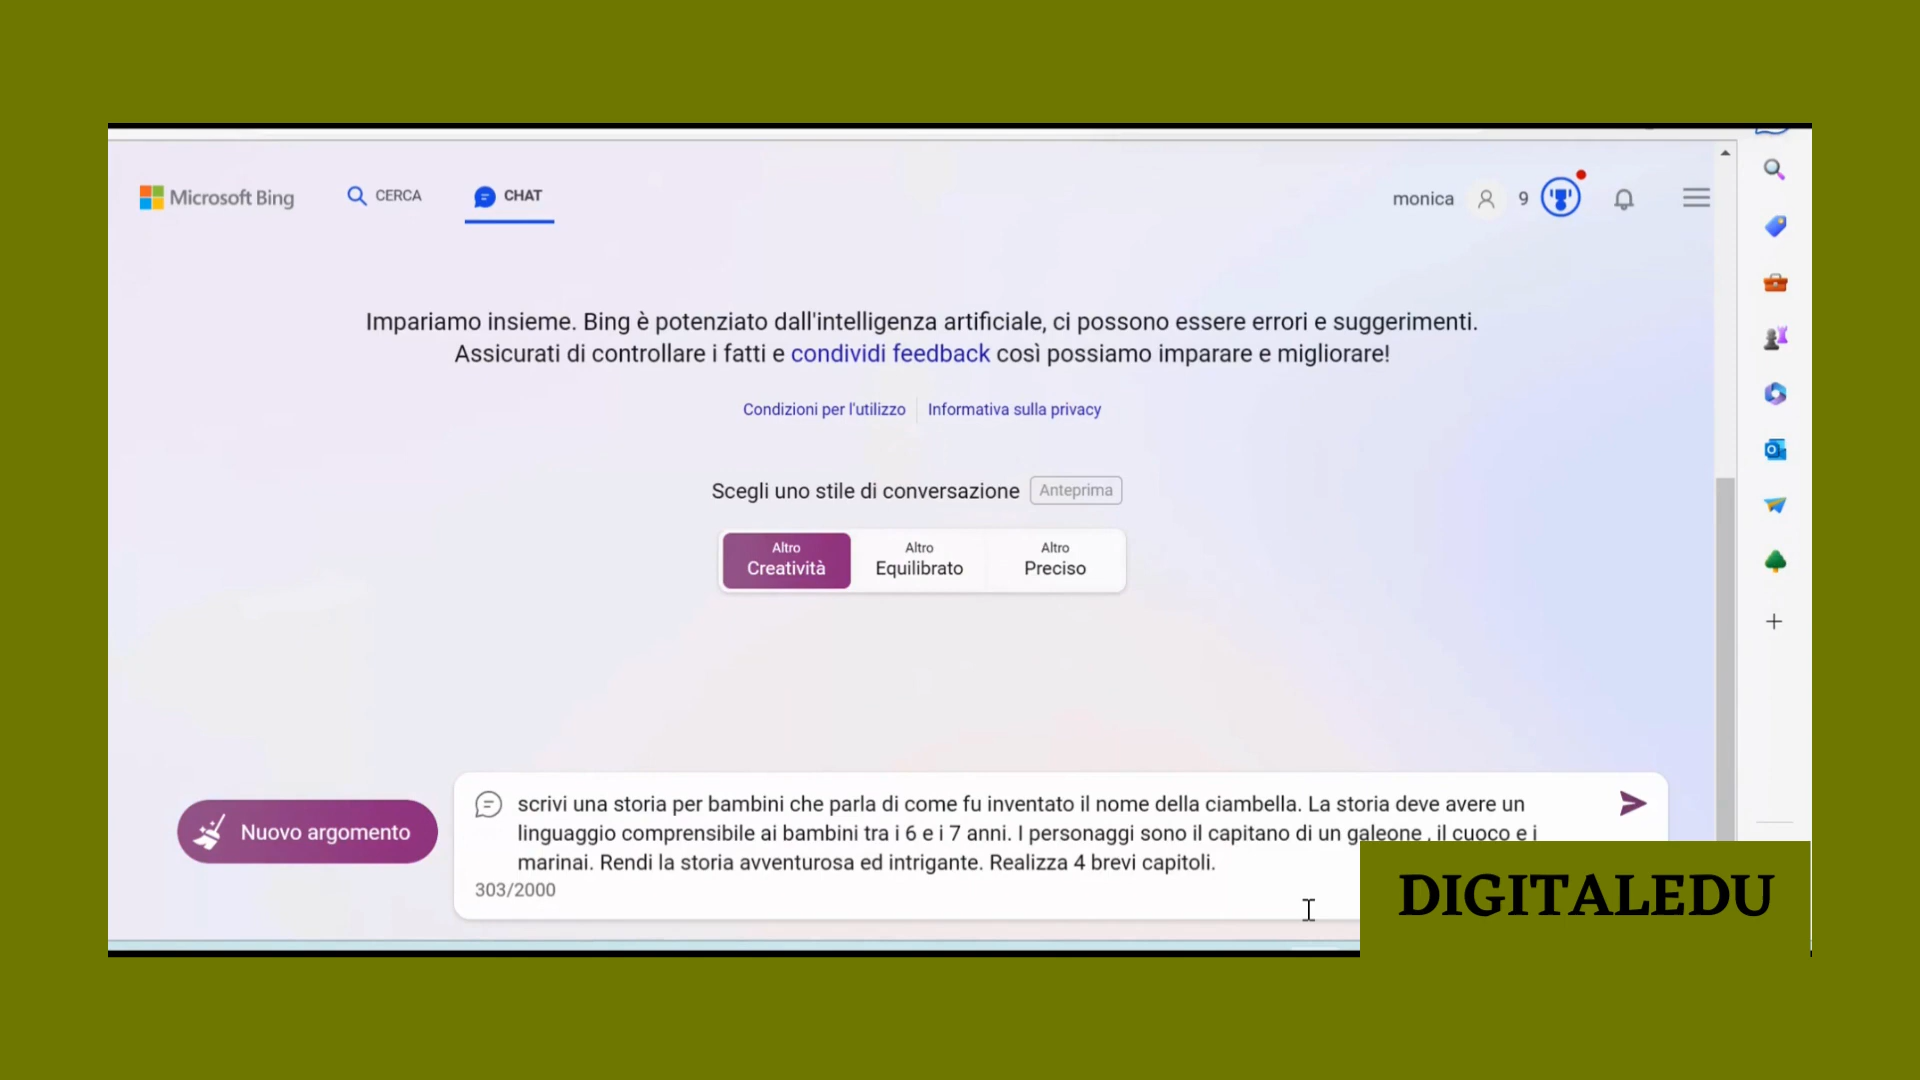 Microsoft Bing
CERCA
CHAT
monica
9
Impariamo insieme. Bing è potenziato dall'intelligenza artificiale, ci possono essere errori e suggerimenti.
Assicurati di controllare i fatti e condividi feedback così possiamo imparare e migliorare!
Condizioni per l'utilizzo
Informativa sulla privacy
Scegli uno stile di conversazione
Anteprima
Altro
Creatività
Altro
Equilibrato
Altro
Preciso
Nuovo argomento
scrivi una storia per bambini che parla di come fu inventato il nome della ciambella. La storia deve avere un
linguaggio comprensibile ai bambini tra i 6 e i 7 anni. I personaggi sono il capitano di un galeone , il cuoco e i
marinai. Rendi la storia avventurosa ed intrigante. Realizza 4 brevi capitoli.
303/2000
DIGITALEDU